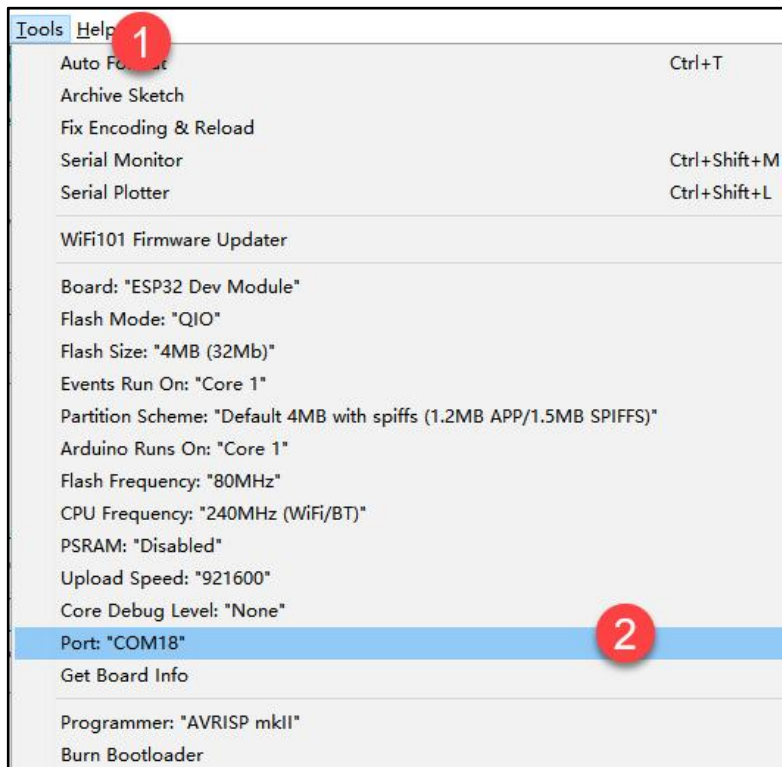 Tools Help
1
Auto Format Ctrl+T
Archive Sketch
Fix Encoding & Reload
Serial Monitor Ctrl+Shift+M
Serial Plotter Ctrl+Shift+L
WiFi101 Firmware Updater
Board: "ESP32 Dev Module"
Flash Mode: "QIO"
Flash Size: "4MB (32Mb)"
Events Run On: "Core 1"
Partition Scheme: "Default 4MB with spiffs (1.2MB APP/1.5MB SPIFFS)"
Arduino Runs On: "Core 1"
Flash Frequency: "80MHz"
CPU Frequency: "240MHz (WiFi/BT)"
PSRAM: "Disabled"
Upload Speed: "921600"
Core Debug Level: "None"
Port: "COM18" 2
Get Board Info
Programmer: "AVRISP mkII"
Burn Bootloader